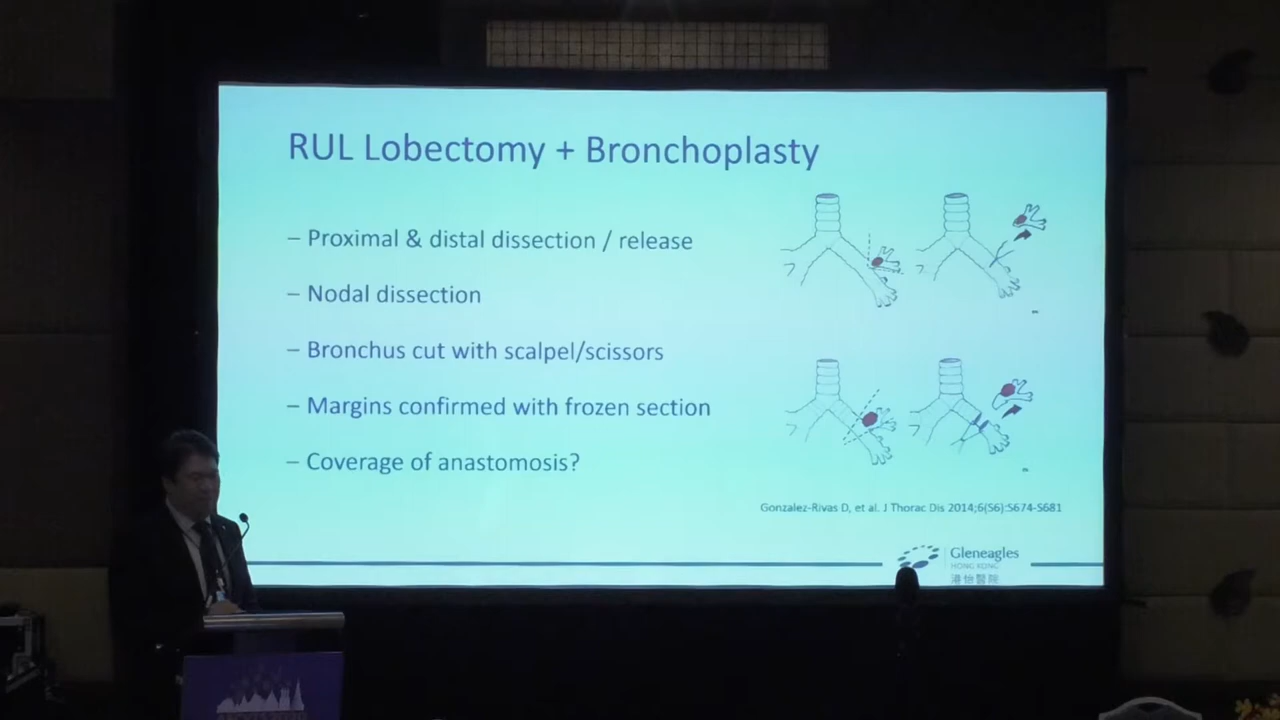 RUL Lobectomy + Bronchoplasty
– Proximal & distal dissection / release
– Nodal dissection
– Bronchus cut with scalpel/scissors
– Margins confirmed with frozen section
– Coverage of anastomosis?
Gonzalez-Rivas D, et al. J Thorac Dis 2014;6(S6):S674-S681
Gleneagles
HONG KONG
港怡醫院